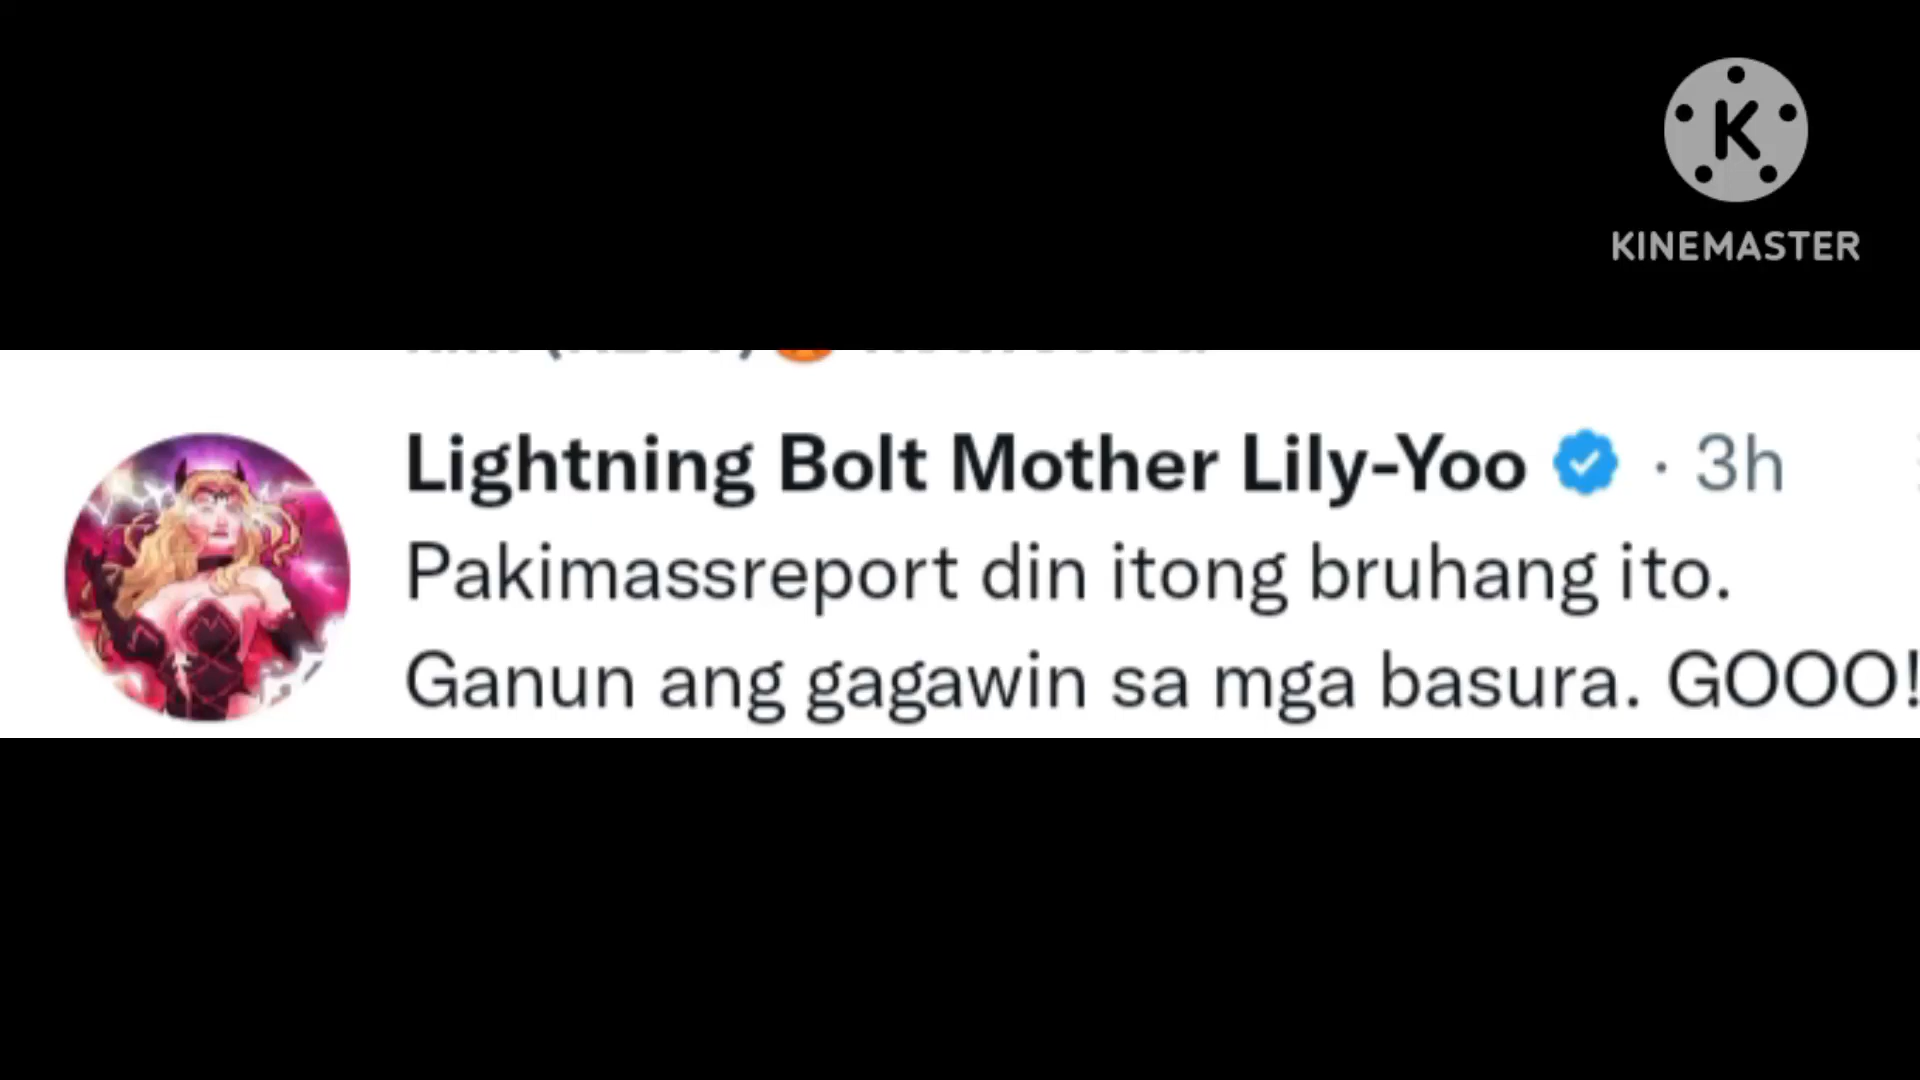 K
KINEMASTER
Lightning Bolt Mother Lily-Yoo · 3h
Pakimassreport din itong bruhang ito.
Ganun ang gagawin sa mga basura. GOOO!